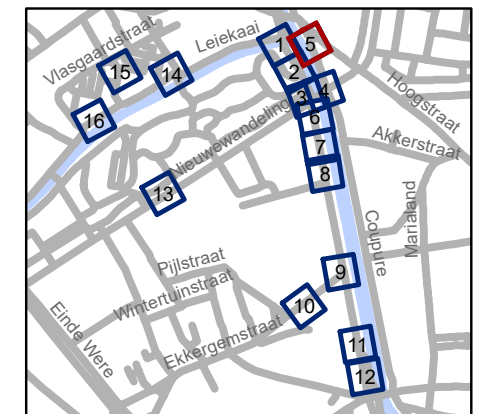 Vlasgaardstraat
Leiekaai
1
5
2
15
14
3
4
Hoogstraat
16
6
Nieuwewandeling
Akkerstraat
7
8
13
Marialand
Coupure
Pijlstraat
9
Wintertuinstraat
10
Einde Were
Ekkergemstraat
11
12